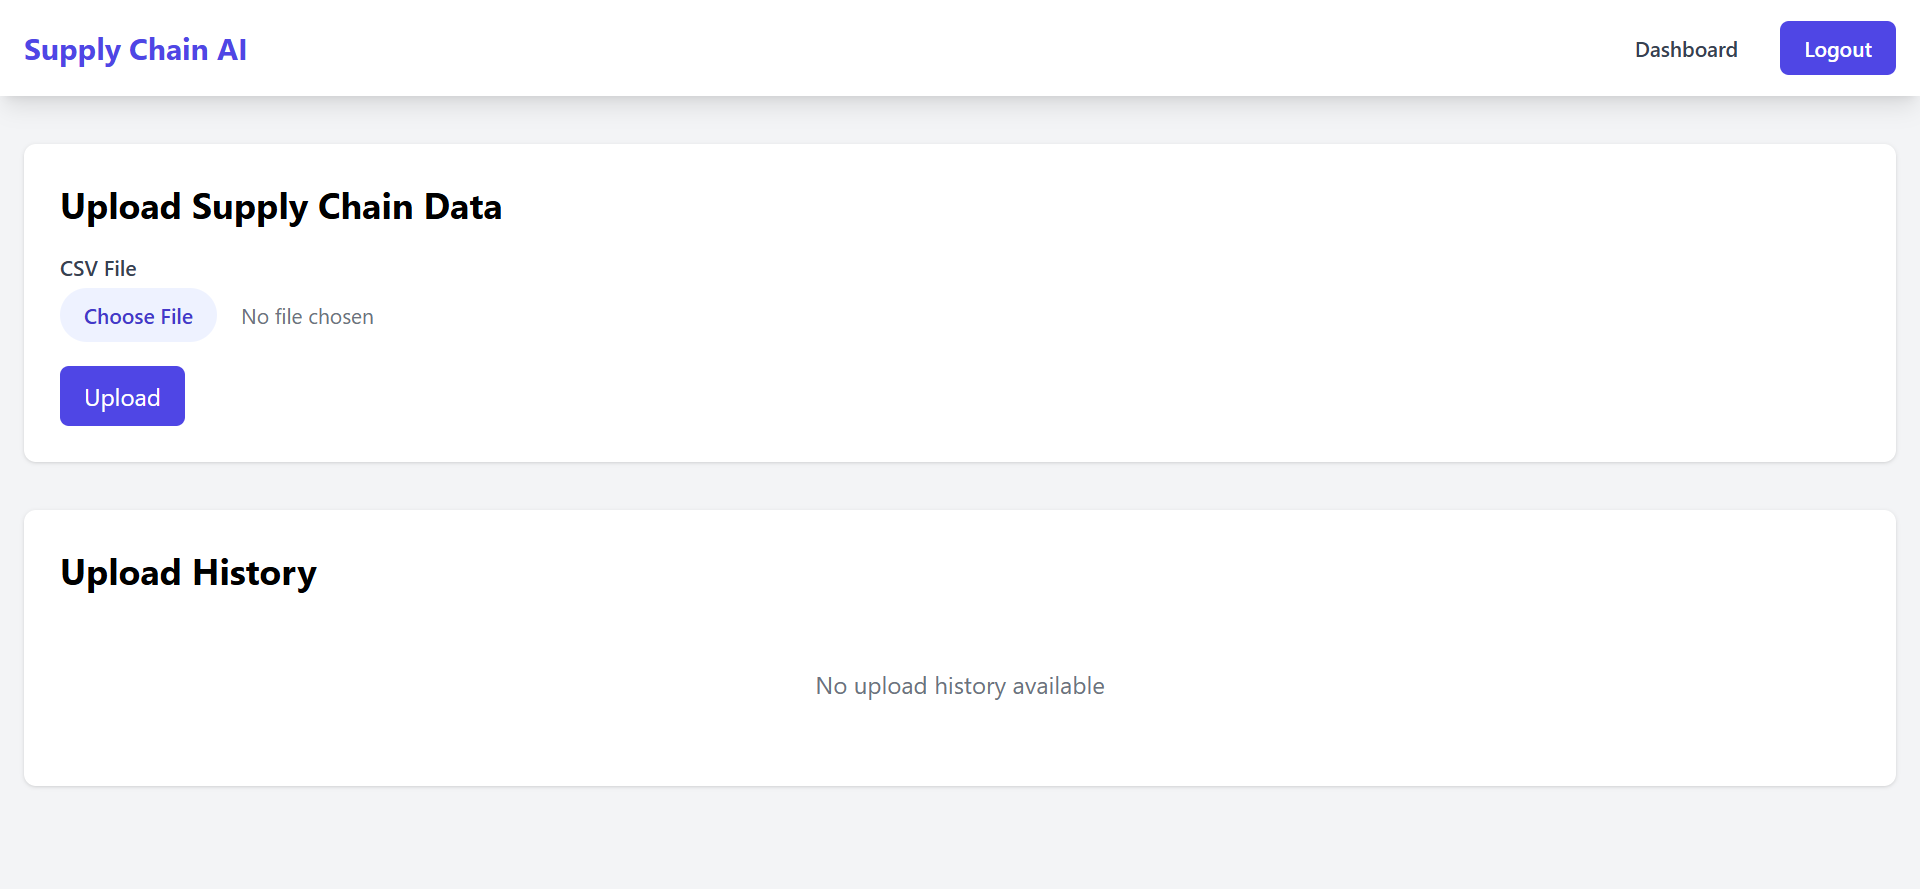 Supply Chain AI
Dashboard
Logout
Upload Supply Chain Data
CSV File
Choose File
No file chosen
Upload
Upload History
No upload history available